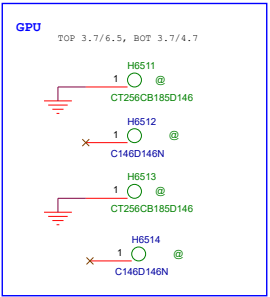 GPU
TOP 3.7/6.5, BOT 3.7/4.7
H6511
1 @
CT256CB185D146
H6512
1 @
C146D146N
H6513
1 @
CT256CB185D146
H6514
1 @
C146D146N